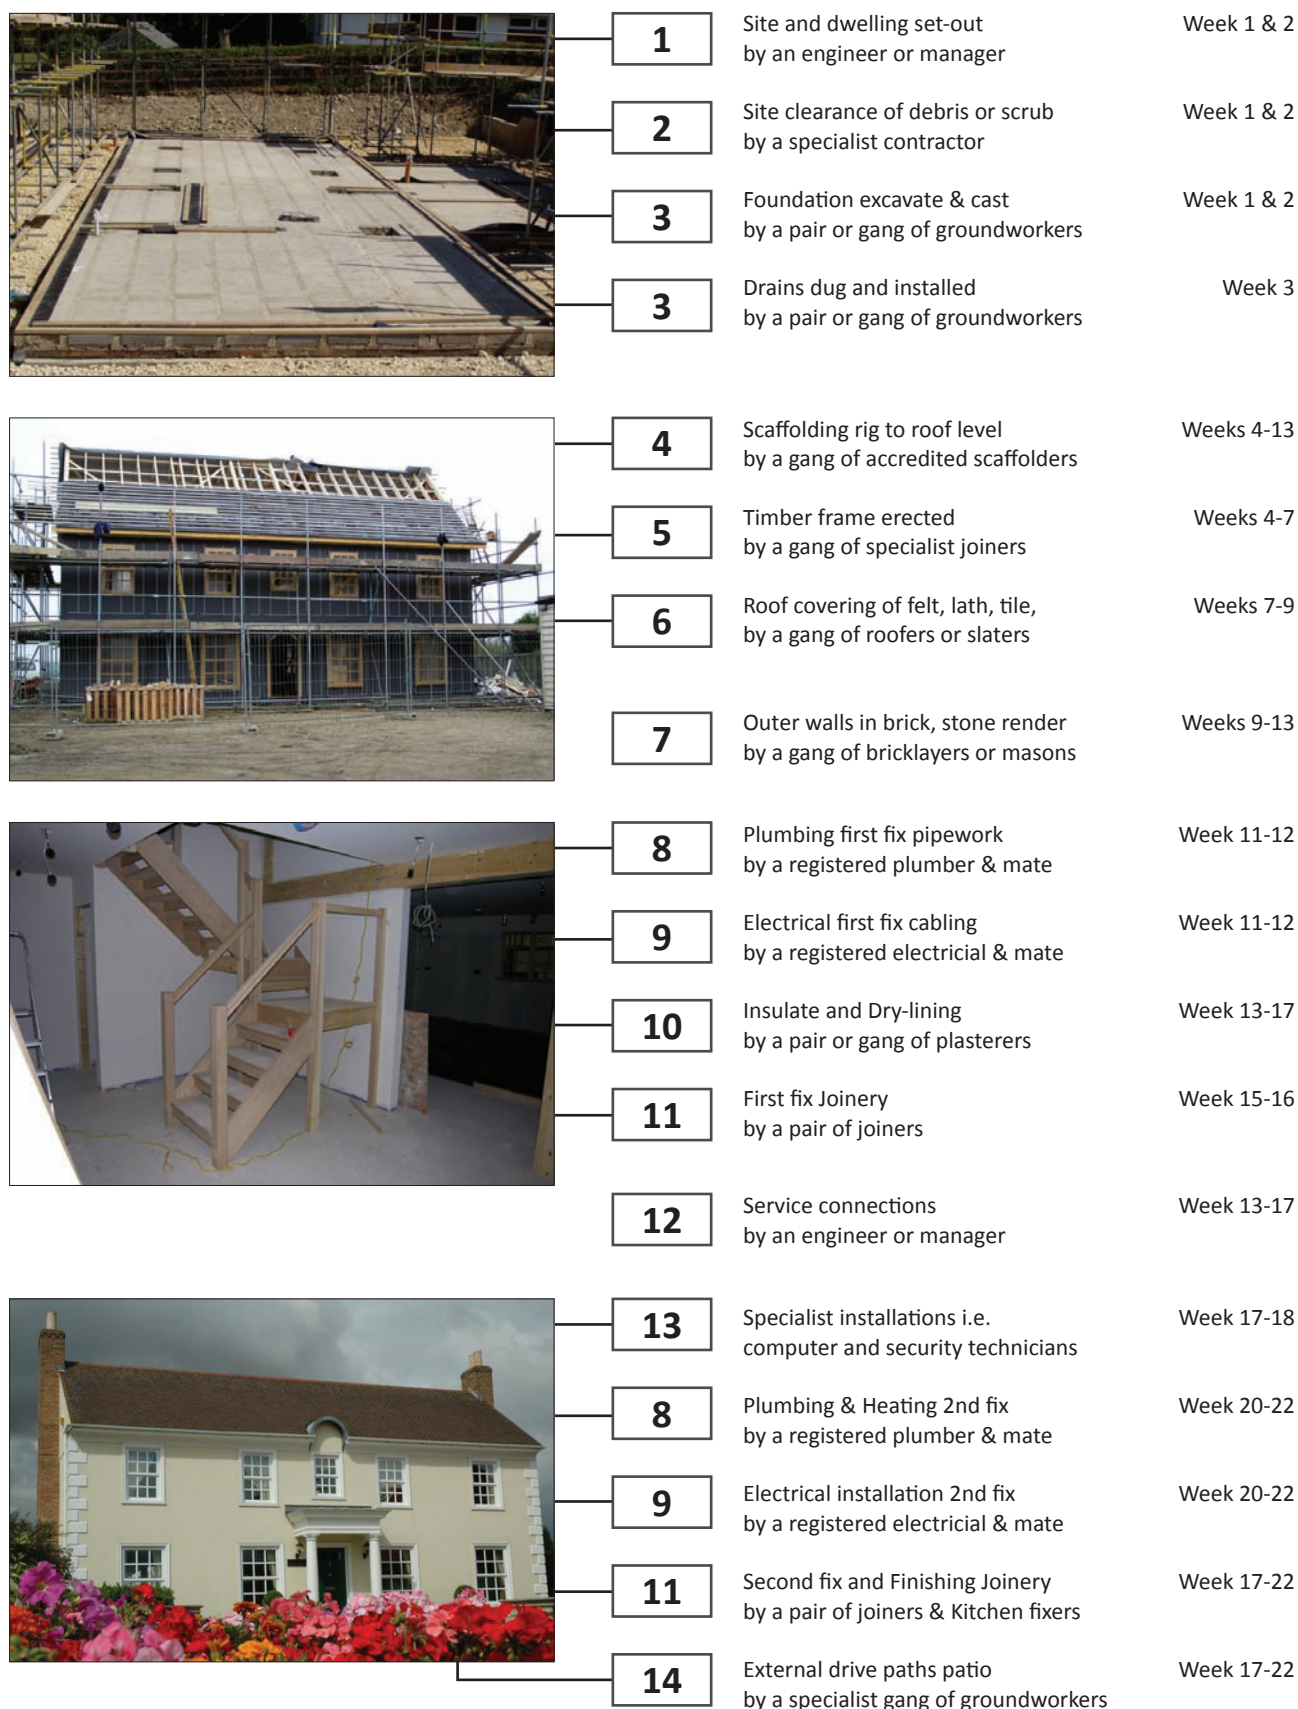 1
Site and dwelling set-out Week 1 & 2
by an engineer or manager
2
Site clearance of debris or scrub Week 1 & 2
by a specialist contractor
3
Foundation excavate & cast Week 1 & 2
by a pair or gang of groundworkers
3
Drains dug and installed Week 3
by a pair or gang of groundworkers
4
Scaffolding rig to roof level Weeks 4-13
by a gang of accredited scaffolders
5
Timber frame erected Weeks 4-7
by a gang of specialist joiners
6
Roof covering of felt, lath, tile, Weeks 7-9
by a gang of roofers or slaters
7
Outer walls in brick, stone render Weeks 9-13
by a gang of bricklayers or masons
8
Plumbing first fix pipework Week 11-12
by a registered plumber & mate
9
Electrical first fix cabling Week 11-12
by a registered electricial & mate
10
Insulate and Dry-lining Week 13-17
by a pair or gang of plasterers
11
First fix Joinery Week 15-16
by a pair of joiners
12
Service connections Week 13-17
by an engineer or manager
13
Specialist installations i.e. Week 17-18
computer and security technicians
8
Plumbing & Heating 2nd fix Week 20-22
by a registered plumber & mate
9
Electrical installation 2nd fix Week 20-22
by a registered electricial & mate
11
Second fix and Finishing Joinery Week 17-22
by a pair of joiners & Kitchen fixers
14
External drive paths patio Week 17-22
by a specialist gang of groundworkers